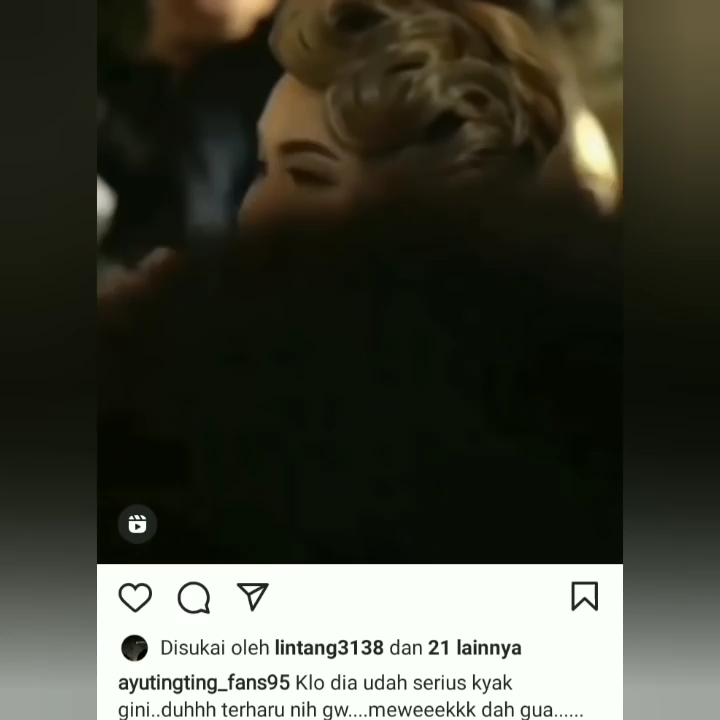 Disukai oleh lintang3138 dan 21 lainnya
ayutingting_fans95 Klo dia udah serius kyak
gini..duhhh terharu nih gw....meweeekkk dah gua......